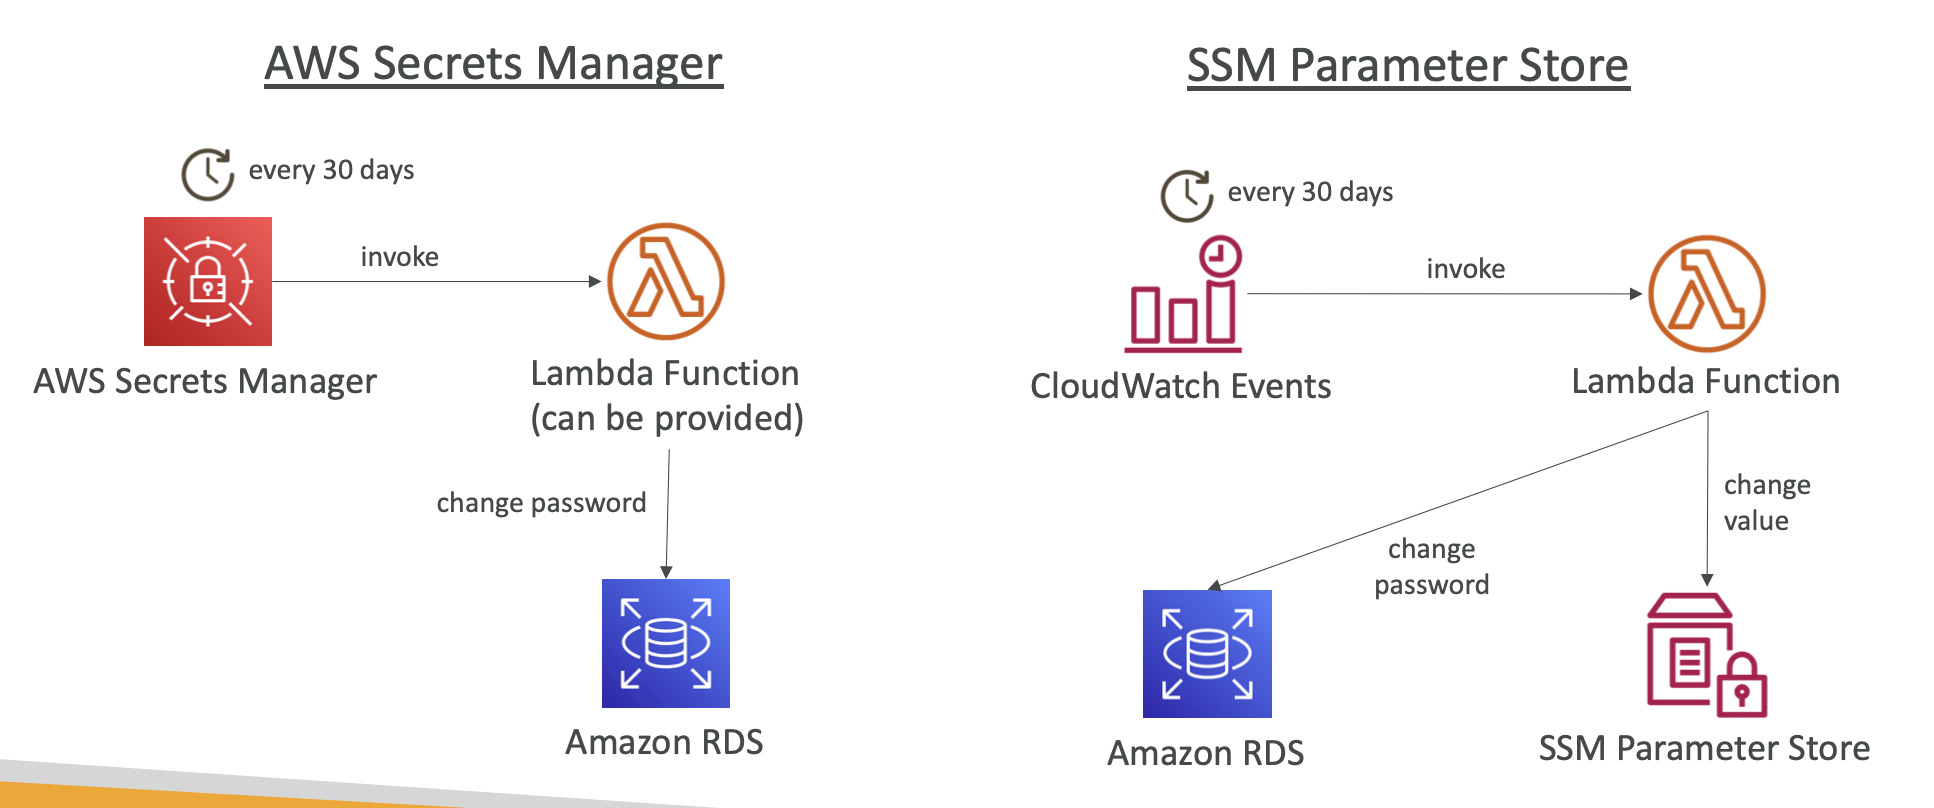 AWS Secrets Manager
every 30 days
invoke
AWS Secrets Manager
Lambda Function
(can be provided)
change password
Amazon RDS
SSM Parameter Store
every 30 days
invoke
CloudWatch Events
Lambda Function
change
value
change
password
Amazon RDS
SSM Parameter Store